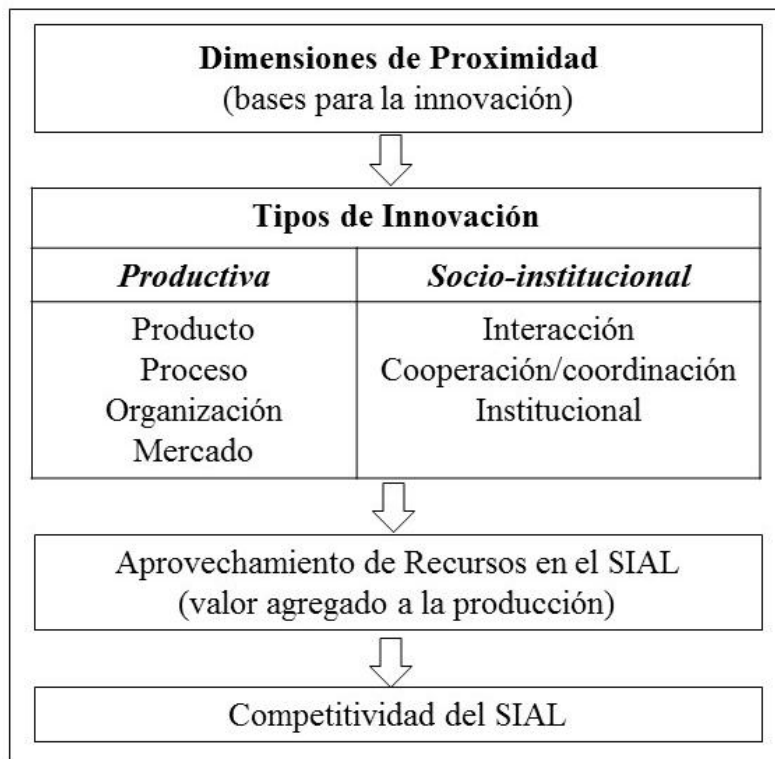 Dimensiones de Proximidad
(bases para la innovación)
Tipos de Innovación
Productiva
Socio-institucional
Producto
Proceso
Organización
Mercado
Interacción
Cooperación/coordinación
Institucional
Aprovechamiento de Recursos en el SIAL
(valor agregado a la producción)
Competitividad del SIAL